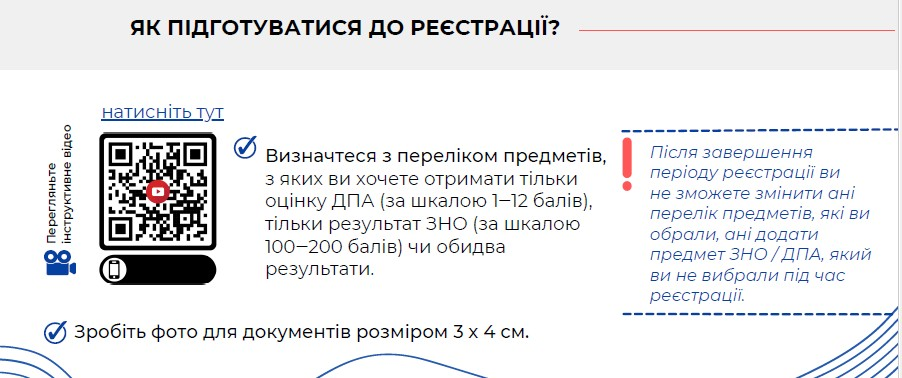 ЯК ПІДГОТУВАТИСЯ ДО РЕЄСТРАЦІЇ?
натисніть тут
Перегляньте
інструктивне відео
Визначтеся з переліком предметів,
з яких ви хочете отримати тільки
оцінку ДПА (за шкалою 1–12 балів),
тільки результат ЗНО (за шкалою
100–200 балів) чи обидва
результати.
Після завершення
періоду реєстрації ви
не зможете змінити ані
перелік предметів, які ви
обрали, ані додати
предмет ЗНО / ДПА, який
ви не вибрали під час
реєстрації.
Зробіть фото для документів розміром 3 х 4 см.